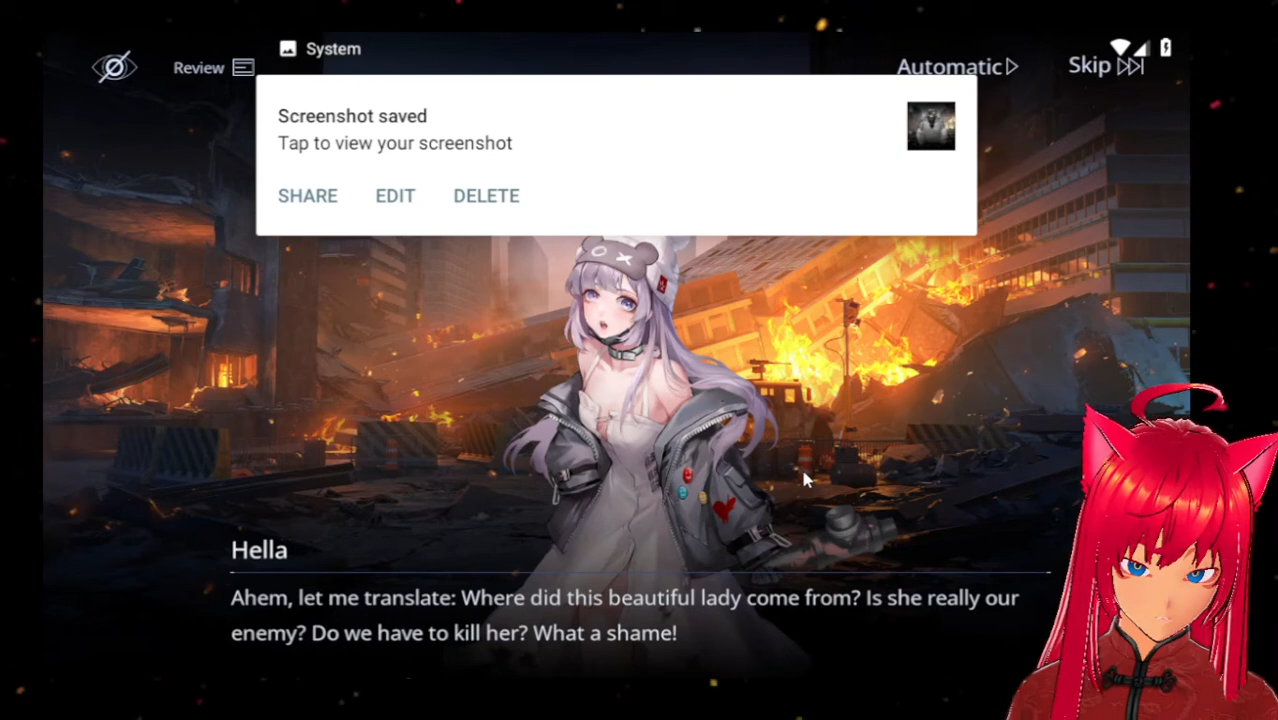 System
Review
Automatic
Skip
Screenshot saved
Tap to view your screenshot
SHARE EDIT DELETE
Hella
Ahem, let me translate: Where did this beautiful lady come from? Is she really our
enemy? Do we have to kill her? What a shame!